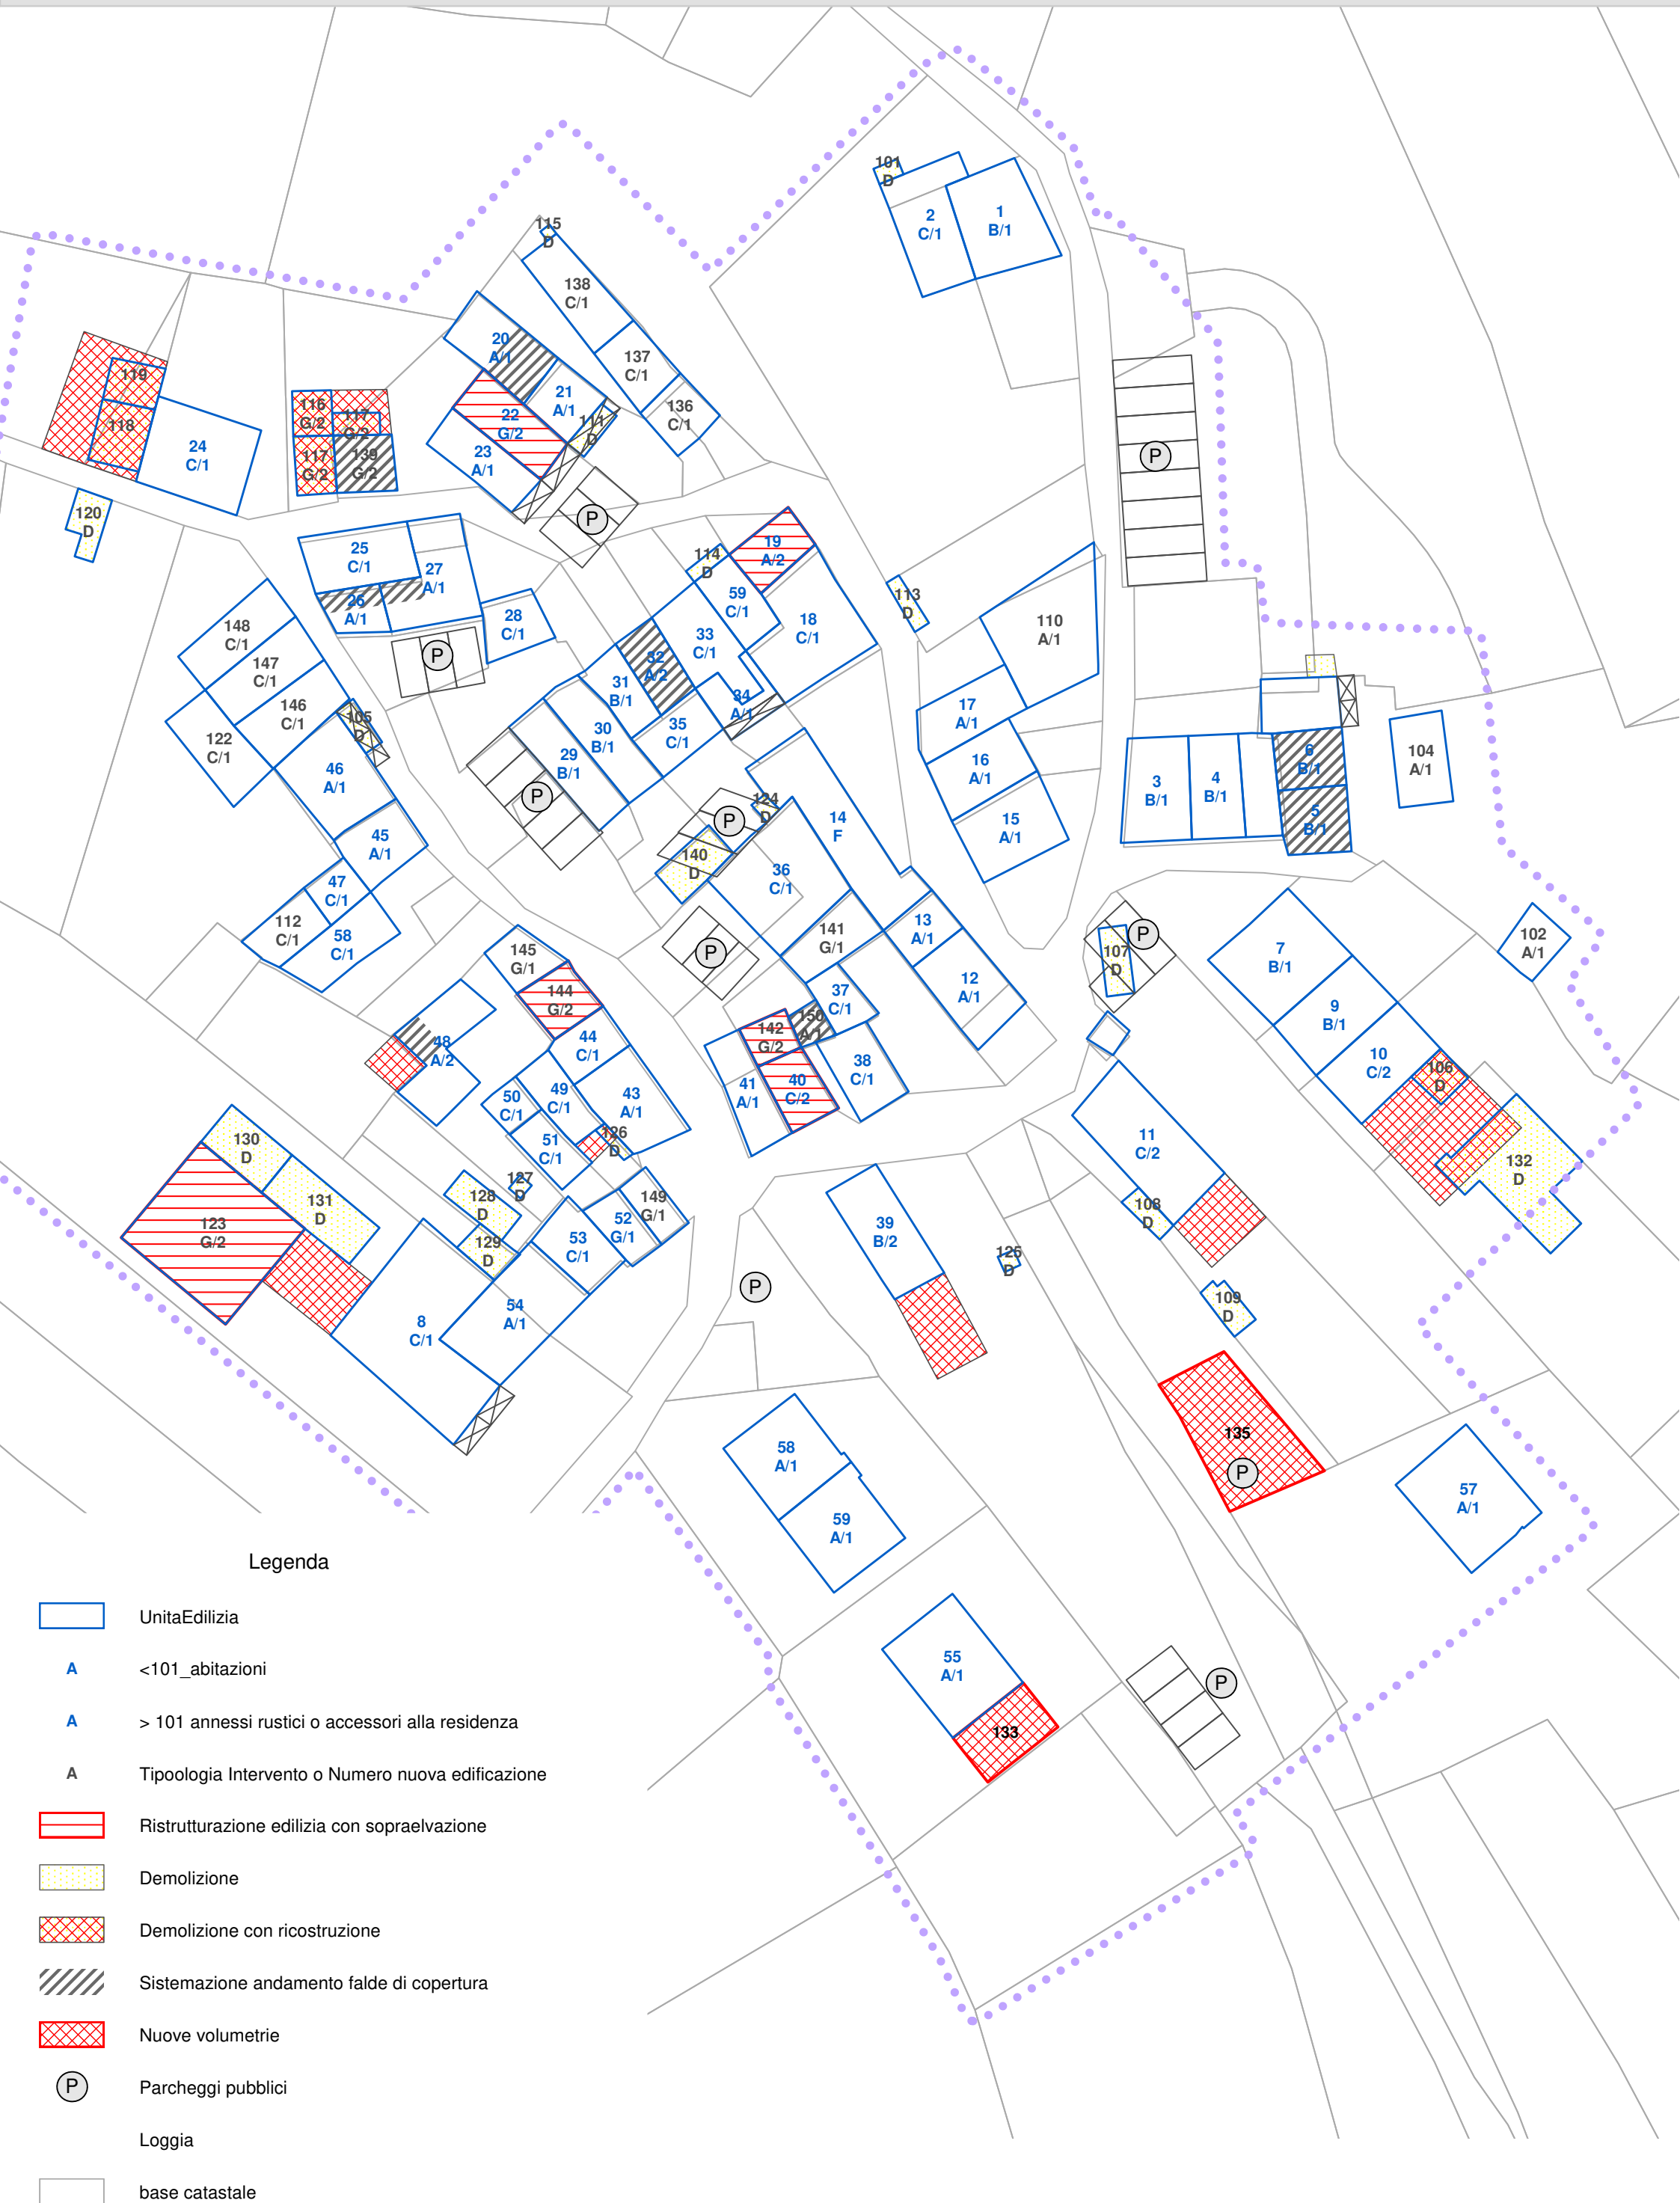 101
D
2
C/1
1
B/1
115
D
138
C/1
20
A/1
137
C/1
21
A/1
136
C/1
22
G/2
111
D
23
A/1
119
118
24
C/1
116
G/2
117
G/2
117
G/2
139
G/2
P
P
120
D
25
C/1
27
A/1
26
A/1
28
C/1
P
114
D
19
A/2
59
C/1
18
C/1
33
C/1
113
D
110
A/1
148
C/1
147
C/1
146
C/1
122
C/1
105
D
46
A/1
32
A/2
31
B/1
34
A/1
30
B/1
35
C/1
29
B/1
P
17
A/1
16
A/1
15
A/1
3
B/1
4
B/1
6
B/1
5
B/1
104
A/1
45
A/1
47
C/1
112
C/1
58
C/1
124
D
P
140
D
14
F
36
C/1
P
141
G/1
13
A/1
12
A/1
P
107
D
7
B/1
9
B/1
10
C/2
102
A/1
145
G/1
144
G/2
44
C/1
48
A/2
49
C/1
50
C/1
43
A/1
51
C/1
126
D
37
C/1
150
A/1
142
G/2
41
A/1
40
C/2
38
C/1
106
D
132
D
11
C/2
108
D
130
D
131
D
123
G/2
128
D
127
D
129
D
149
G/1
52
G/1
53
C/1
54
A/1
8
C/1
P
39
B/2
125
D
109
D
135
P
58
A/1
59
A/1
57
A/1
55
A/1
133
P
Legenda
UnitaEdilizia
A <101_abitazioni
A > 101 annessi rustici o accessori alla residenza
A Tipoologia Intervento o Numero nuova edificazione
Ristrutturazione edilizia con sopraelvazione
Demolizione
Demolizione con ricostruzione
Sistemazione andamento falde di copertura
Nuove volumetrie
P Parcheggi pubblici
Loggia
base catastale